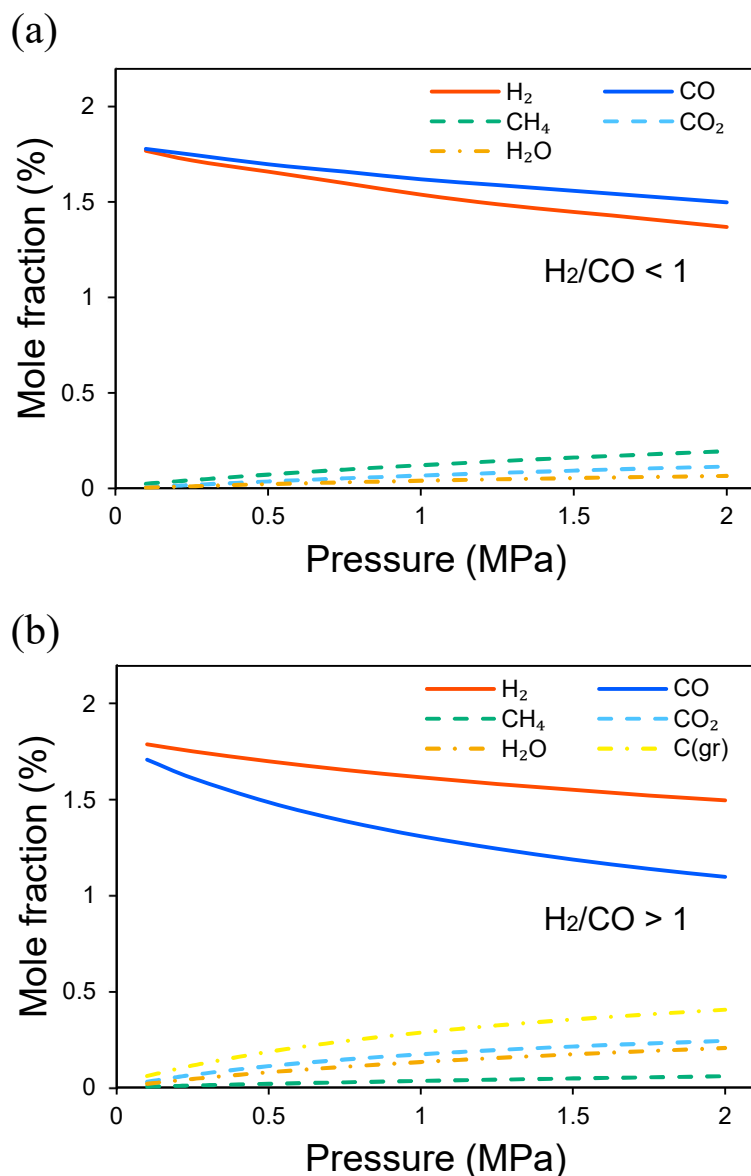 (a)
H₂ CO
CH₄ CO₂
H₂O
2
1.5
1
0.5
0
Mole fraction (%)
H₂/CO < 1
0 0.5 1 1.5 2
Pressure (MPa)
(b)
H₂ CO
CH₄ CO₂
H₂O C(gr)
2
1.5
1
0.5
0
Mole fraction (%)
H₂/CO > 1
0 0.5 1 1.5 2
Pressure (MPa)